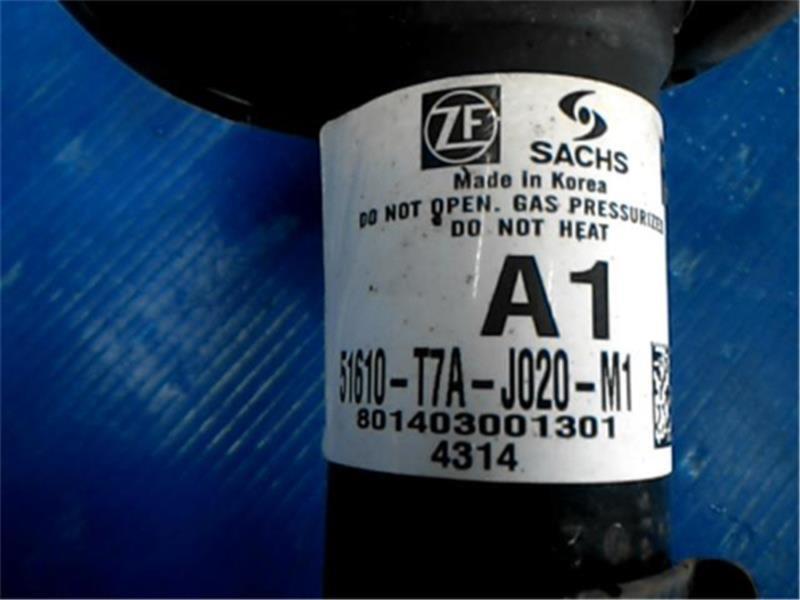 ZF
SACHS
Made in Korea
DO NOT OPEN. GAS PRESSURIZED
DO NOT HEAT
A1
51610-T7A-J020-M1
801403001301
4314